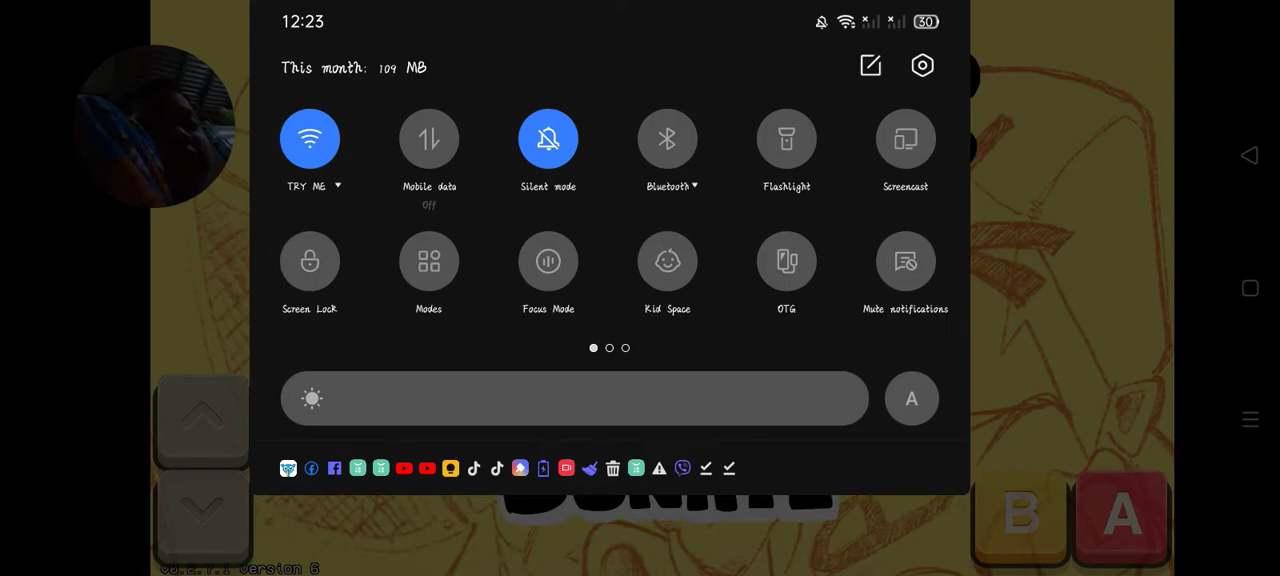 12:23
30
This month: 109 MB
TRY ME
Mobile data
Silent mode
Bluetooth
Flashlight
Screencast
Off
Screen Lock
Modes
Focus Mode
Kid Space
OTG
Mute notifications
A
B
A
Version 6